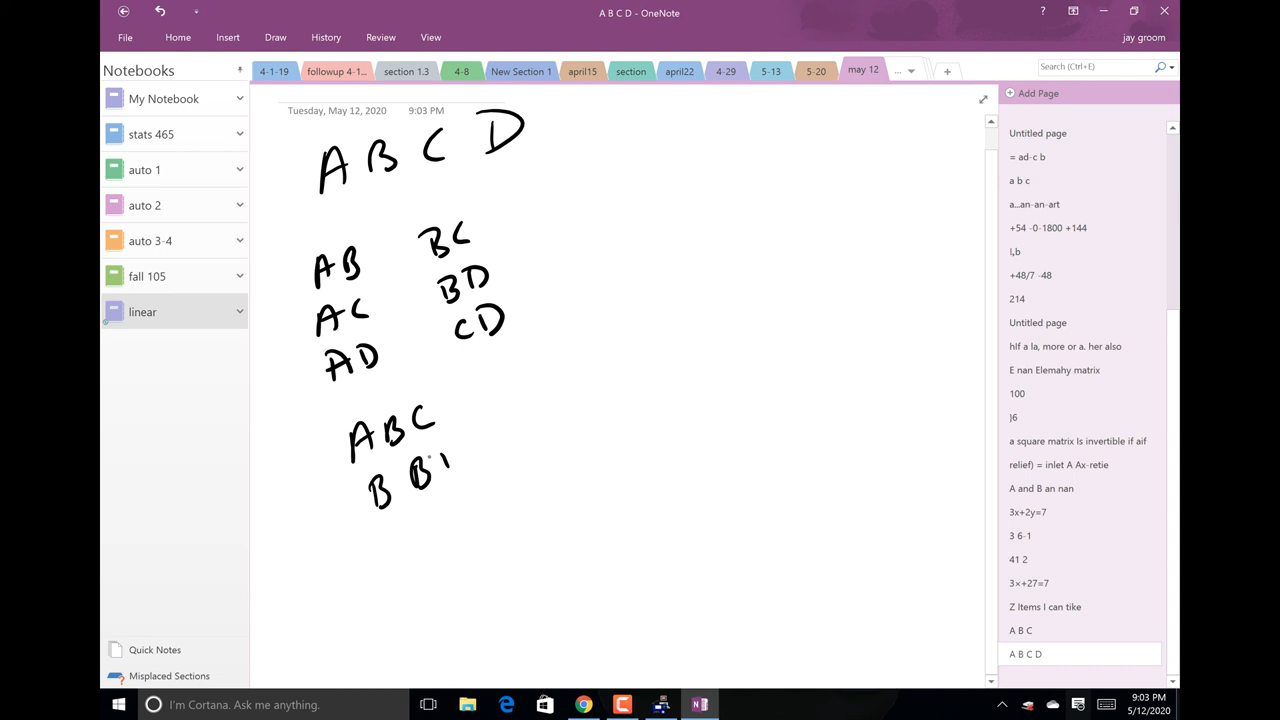 A B C D - OneNote
?
File Home Insert Draw History Review View
jay groom
Notebooks
4-1-19 followup 4-1... section 1.3 4-8 New Section 1 april15 section april22 4-29 5-13 5-20 may 12 ... +
Search (Ctrl+E)
My Notebook
stats 465
auto 1
auto 2
auto 3-4
fall 105
linear
Quick Notes
Misplaced Sections
Tuesday, May 12, 2020 9:03 PM
A B C D
AB BC
AC BD
AD CD
A B C
B B
Add Page
Untitled page
= ad-c b
a b c
a...an-an-art
+54 -0-1800 +144
l,b
+48/7 -48
214
Untitled page
hlf a la, more or a. her also
E nan Elemahy matrix
100
)6
a square matrix Is invertible if aif
relief) = inlet A Ax-retie
A and B an nan
3x+2y=7
3 6-1
41 2
3×+27=7
Z Items I can tike
A B C
A B C D
I'm Cortana. Ask me anything.
9:03 PM
5/12/2020